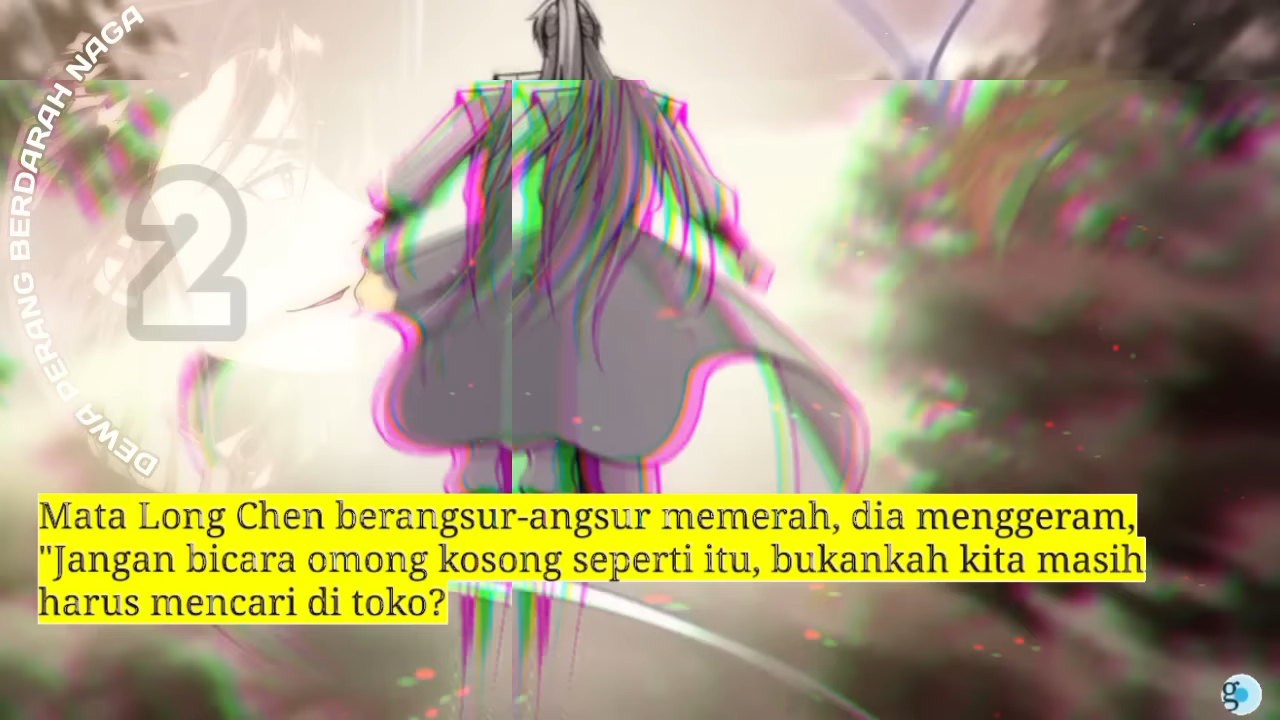 DEWA PERANG BERDARAH NAGA
2
Mata Long Chen berangsur-angsur memerah, dia menggeram,
"Jangan bicara omong kosong seperti itu, bukankah kita masih
harus mencari di toko?
g